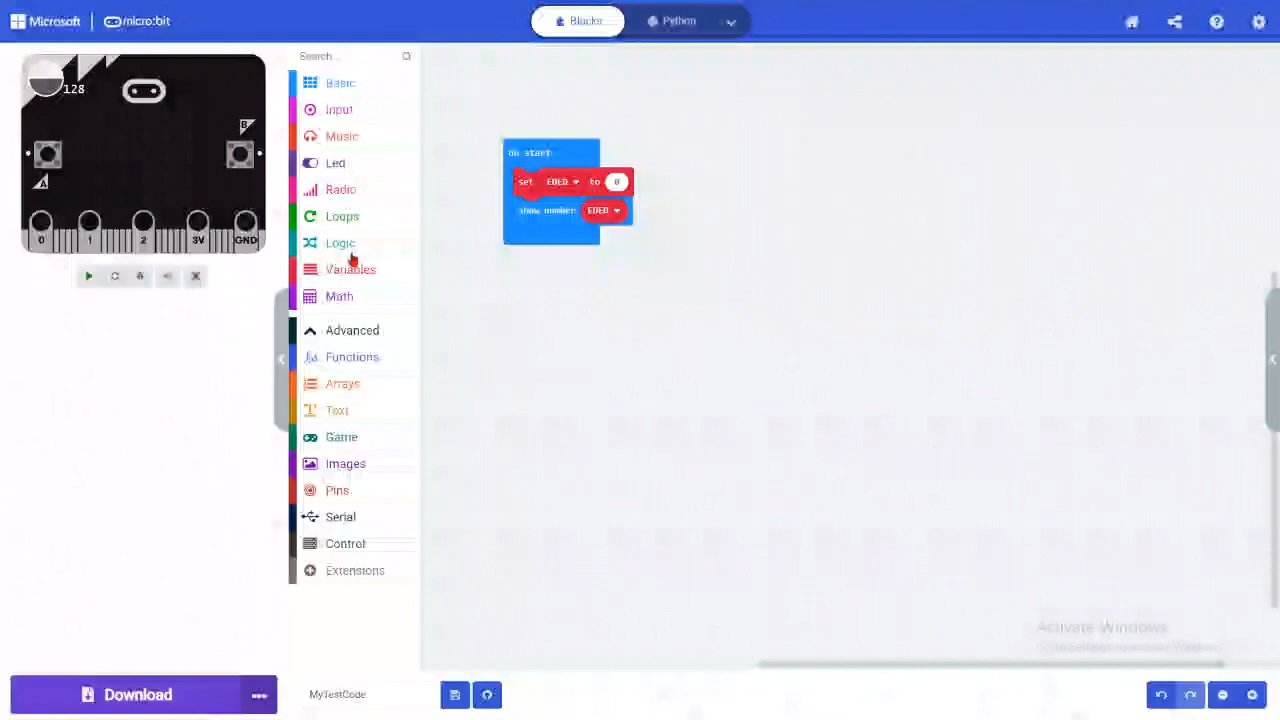 Microsoft
micro:bit
Blocks
Python
128
A
B
0 1 2 3V GND
Search...
Basic
Input
Music
Led
Radio
Loops
Logic
Variables
Math
Advanced
Functions
Arrays
Text
Game
Images
Pins
Serial
Control
Extensions
on start
set EDED to 0
show number EDED
Activate Windows
Download
MyTestCode